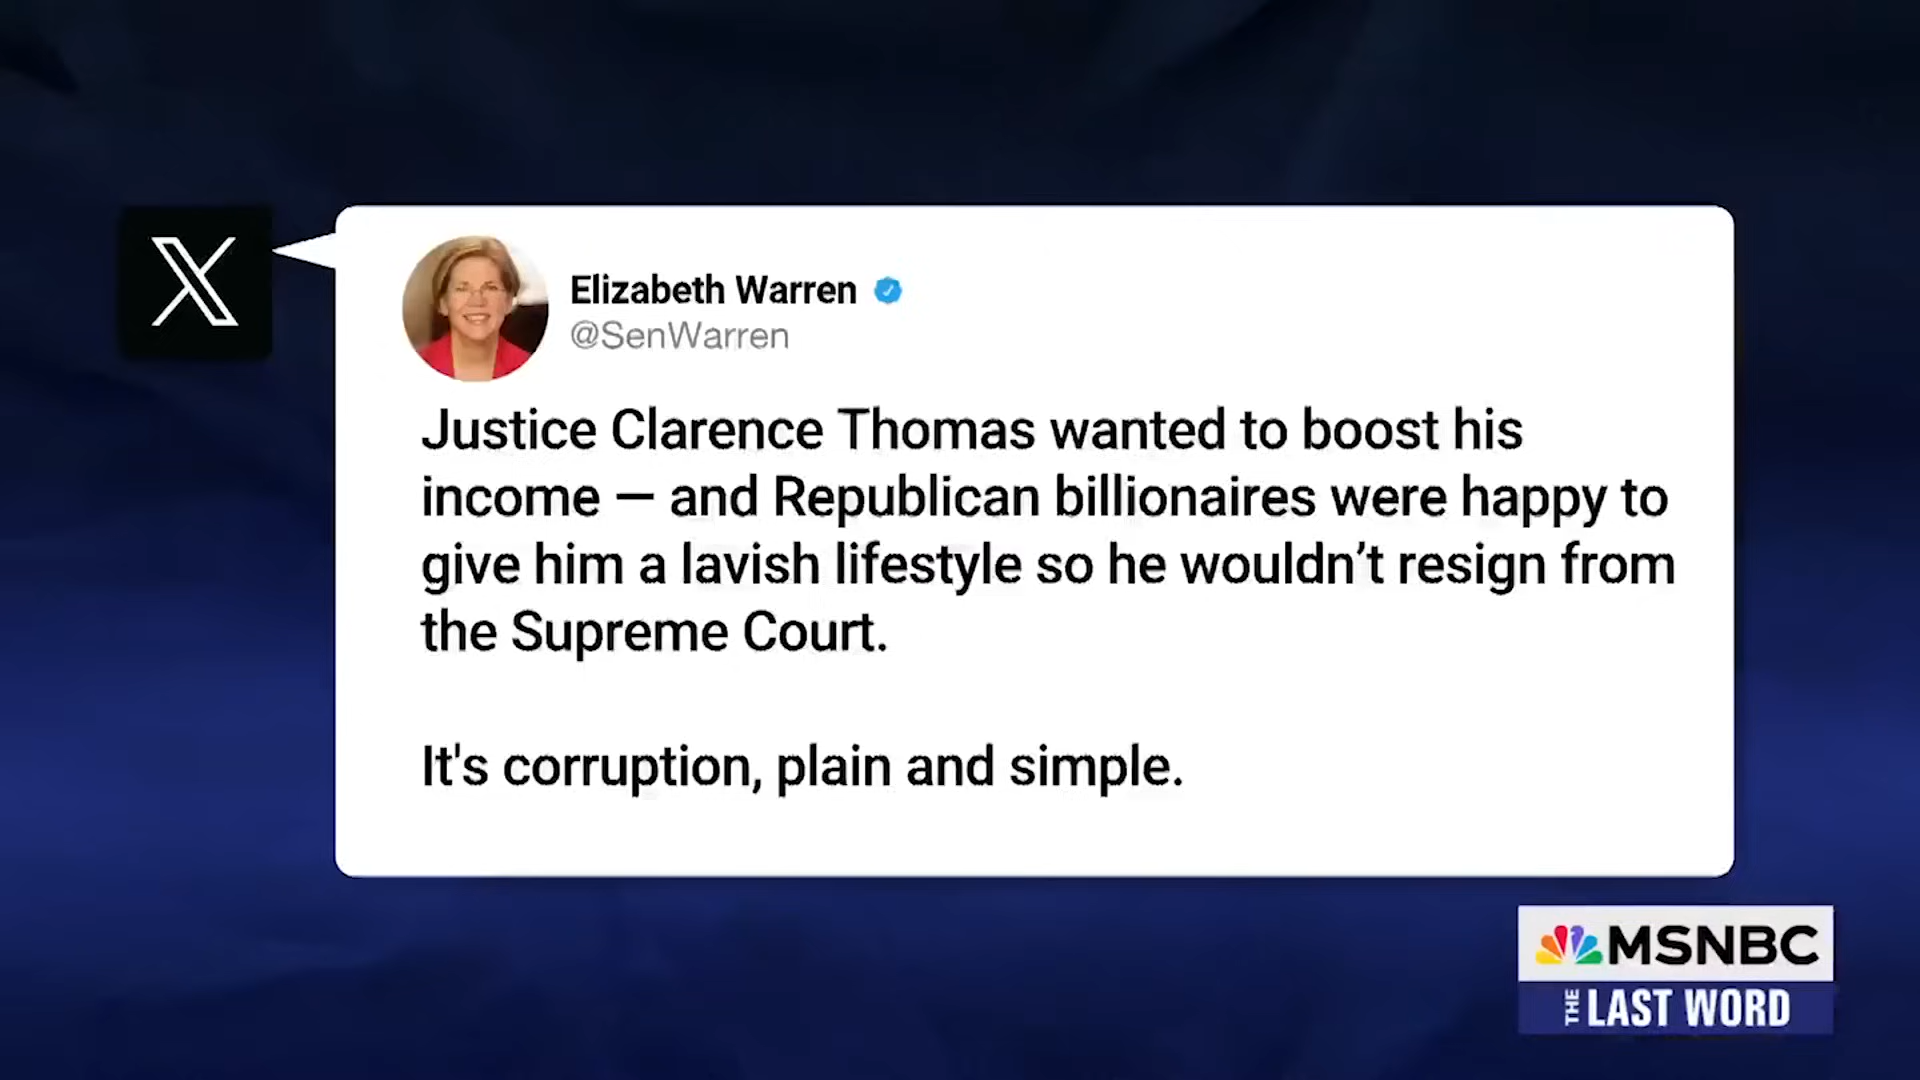 X
Elizabeth Warren
@SenWarren
Justice Clarence Thomas wanted to boost his
income — and Republican billionaires were happy to
give him a lavish lifestyle so he wouldn’t resign from
the Supreme Court.
It's corruption, plain and simple.
MSNBC
THE LAST WORD